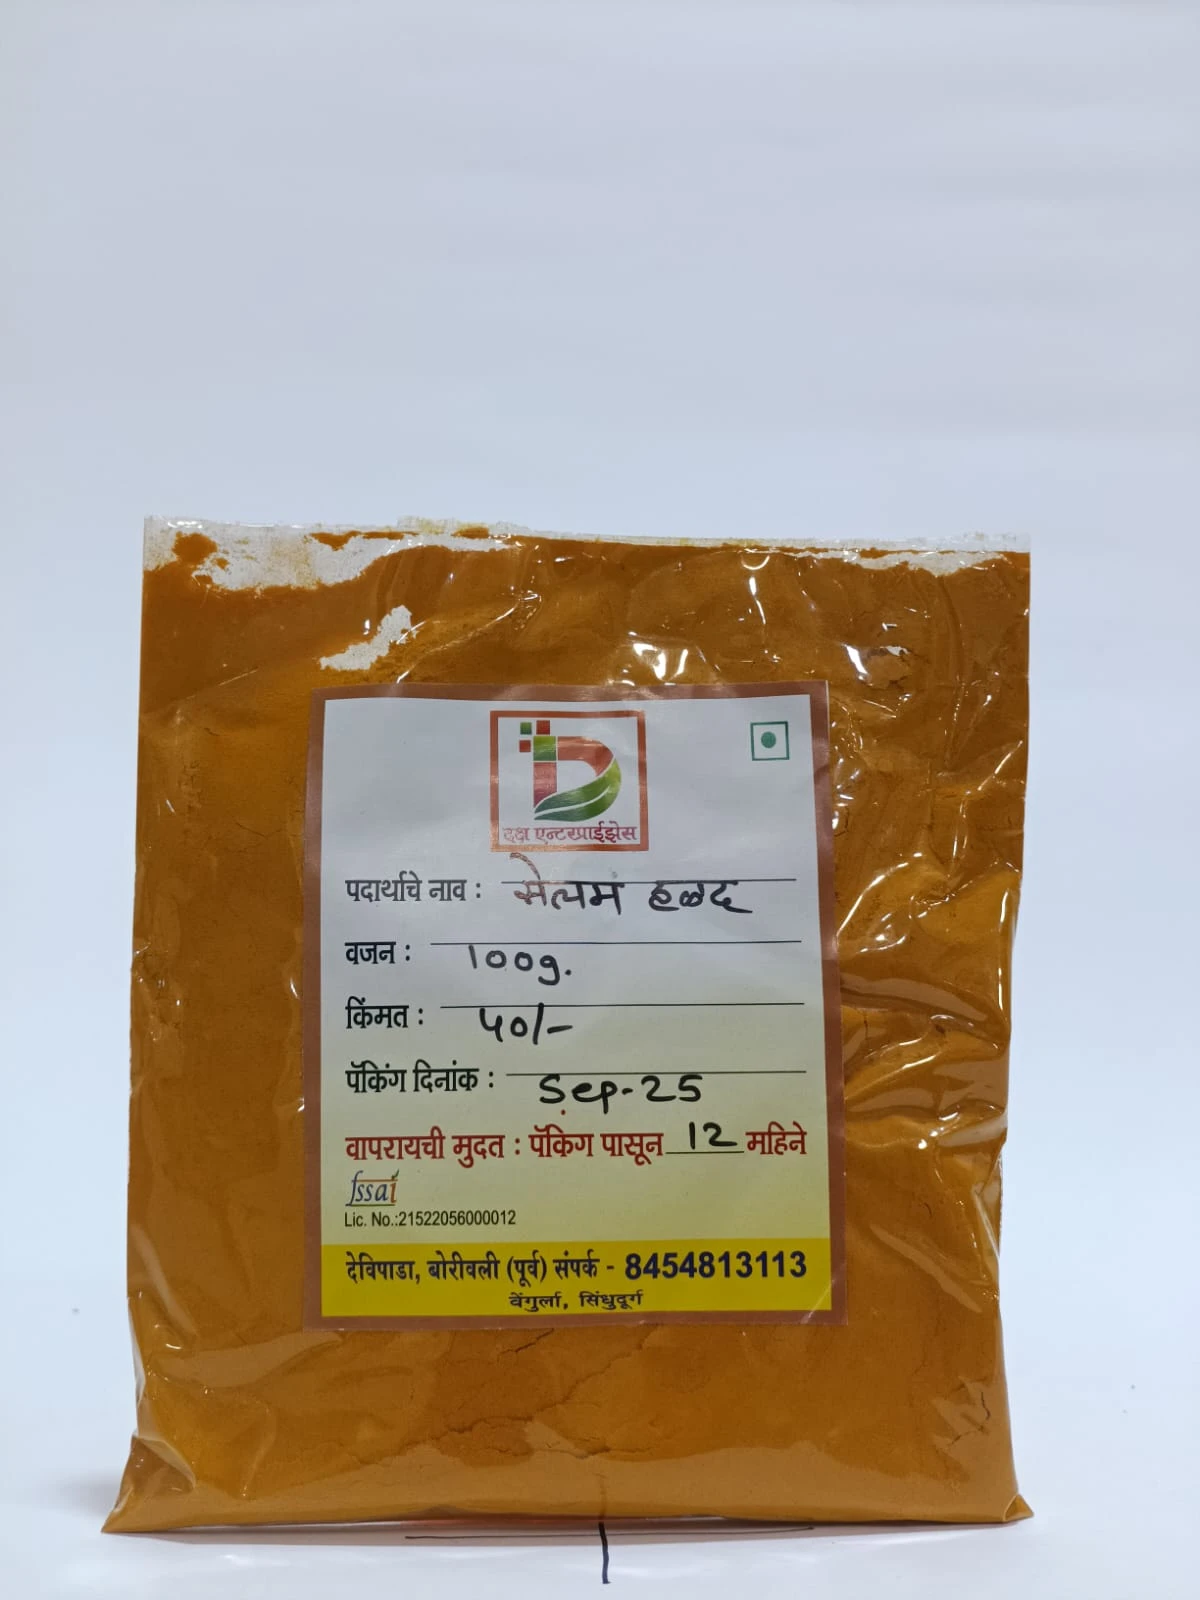 दक्ष एन्टरप्राईझेस
पदार्थाचे नाव : सेलम हळद
वजन : 100g.
किंमत : ५०/-
पॅकिंग दिनांक : Sep-25
वापरायची मुदत : पॅकिंग पासून 12 महिने
fssai
Lic. No.:21522056000012
देविपाडा, बोरीवली (पूर्व) संपर्क - 8454813113
वेंगुर्ला, सिंधुदूर्ग